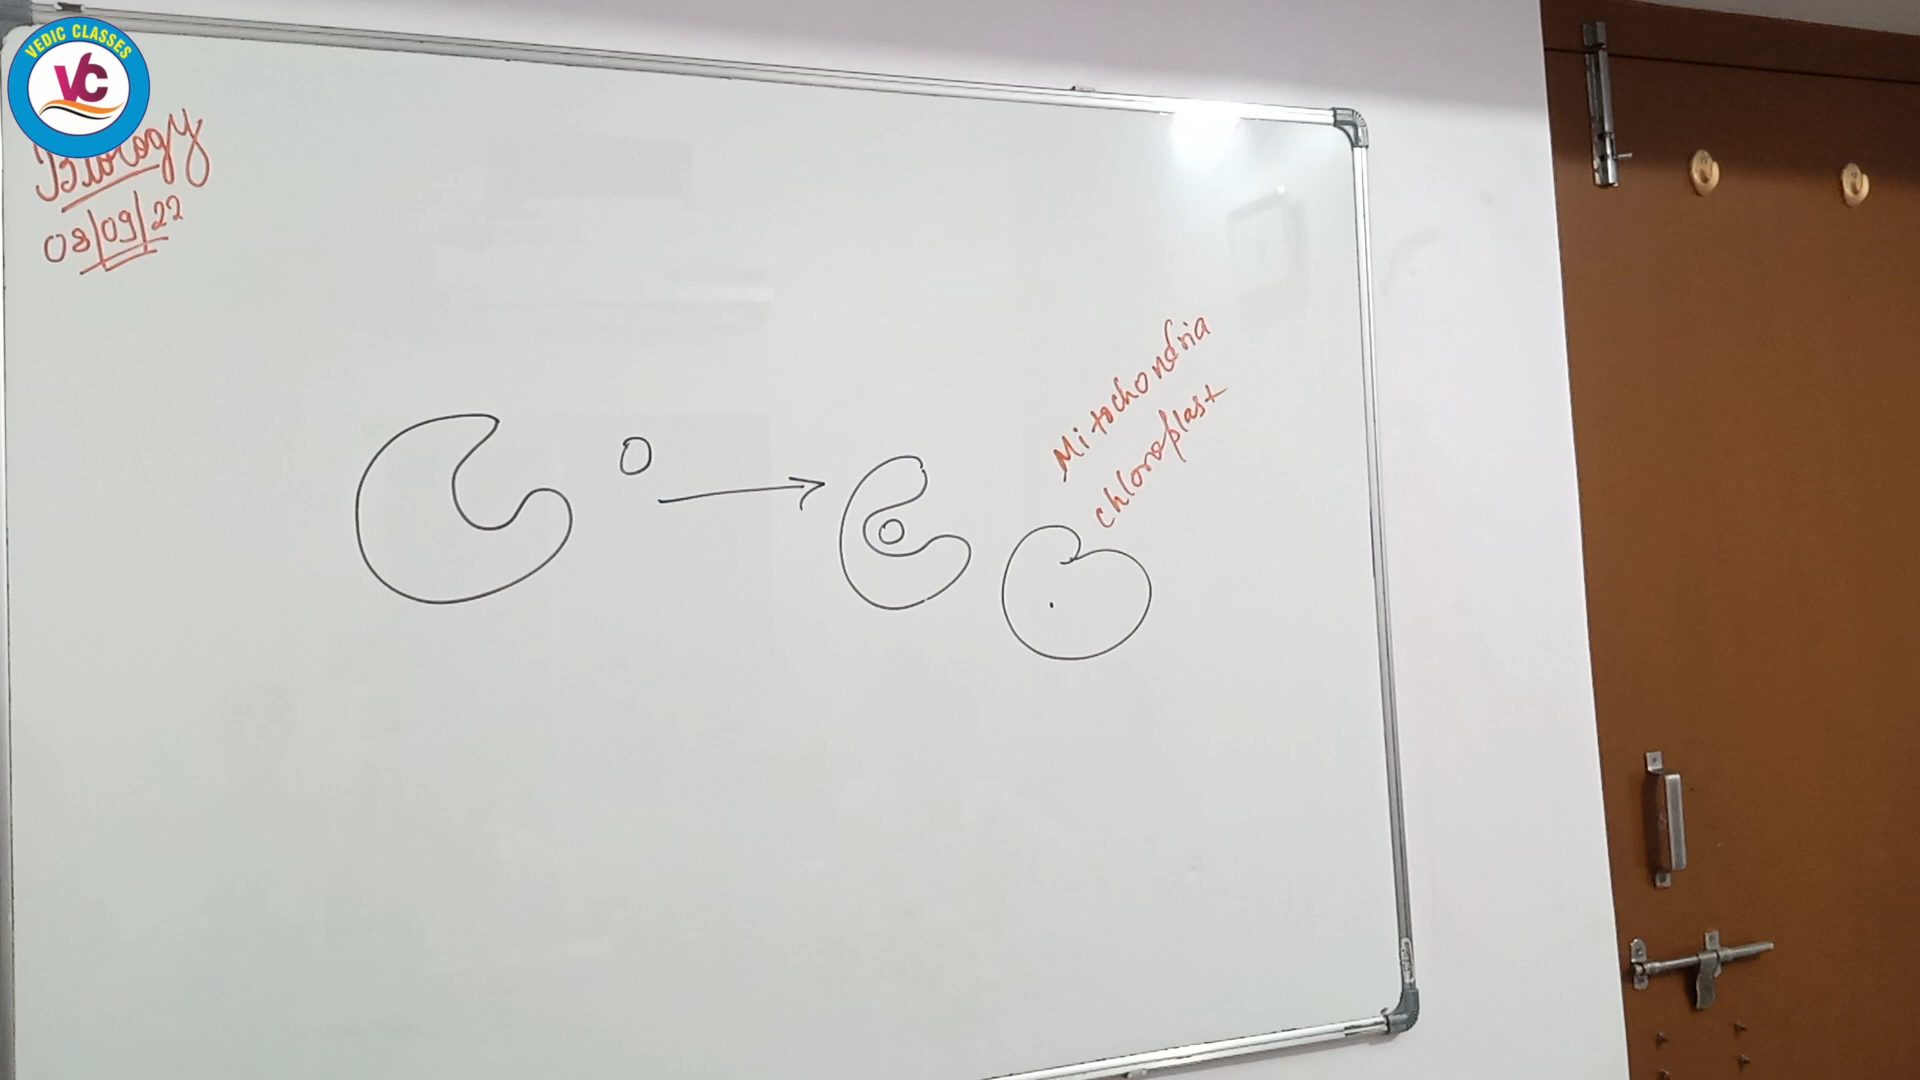 VEDIC CLASSES
VC
Biology
08/09/22
Mitochondria
chloroplast